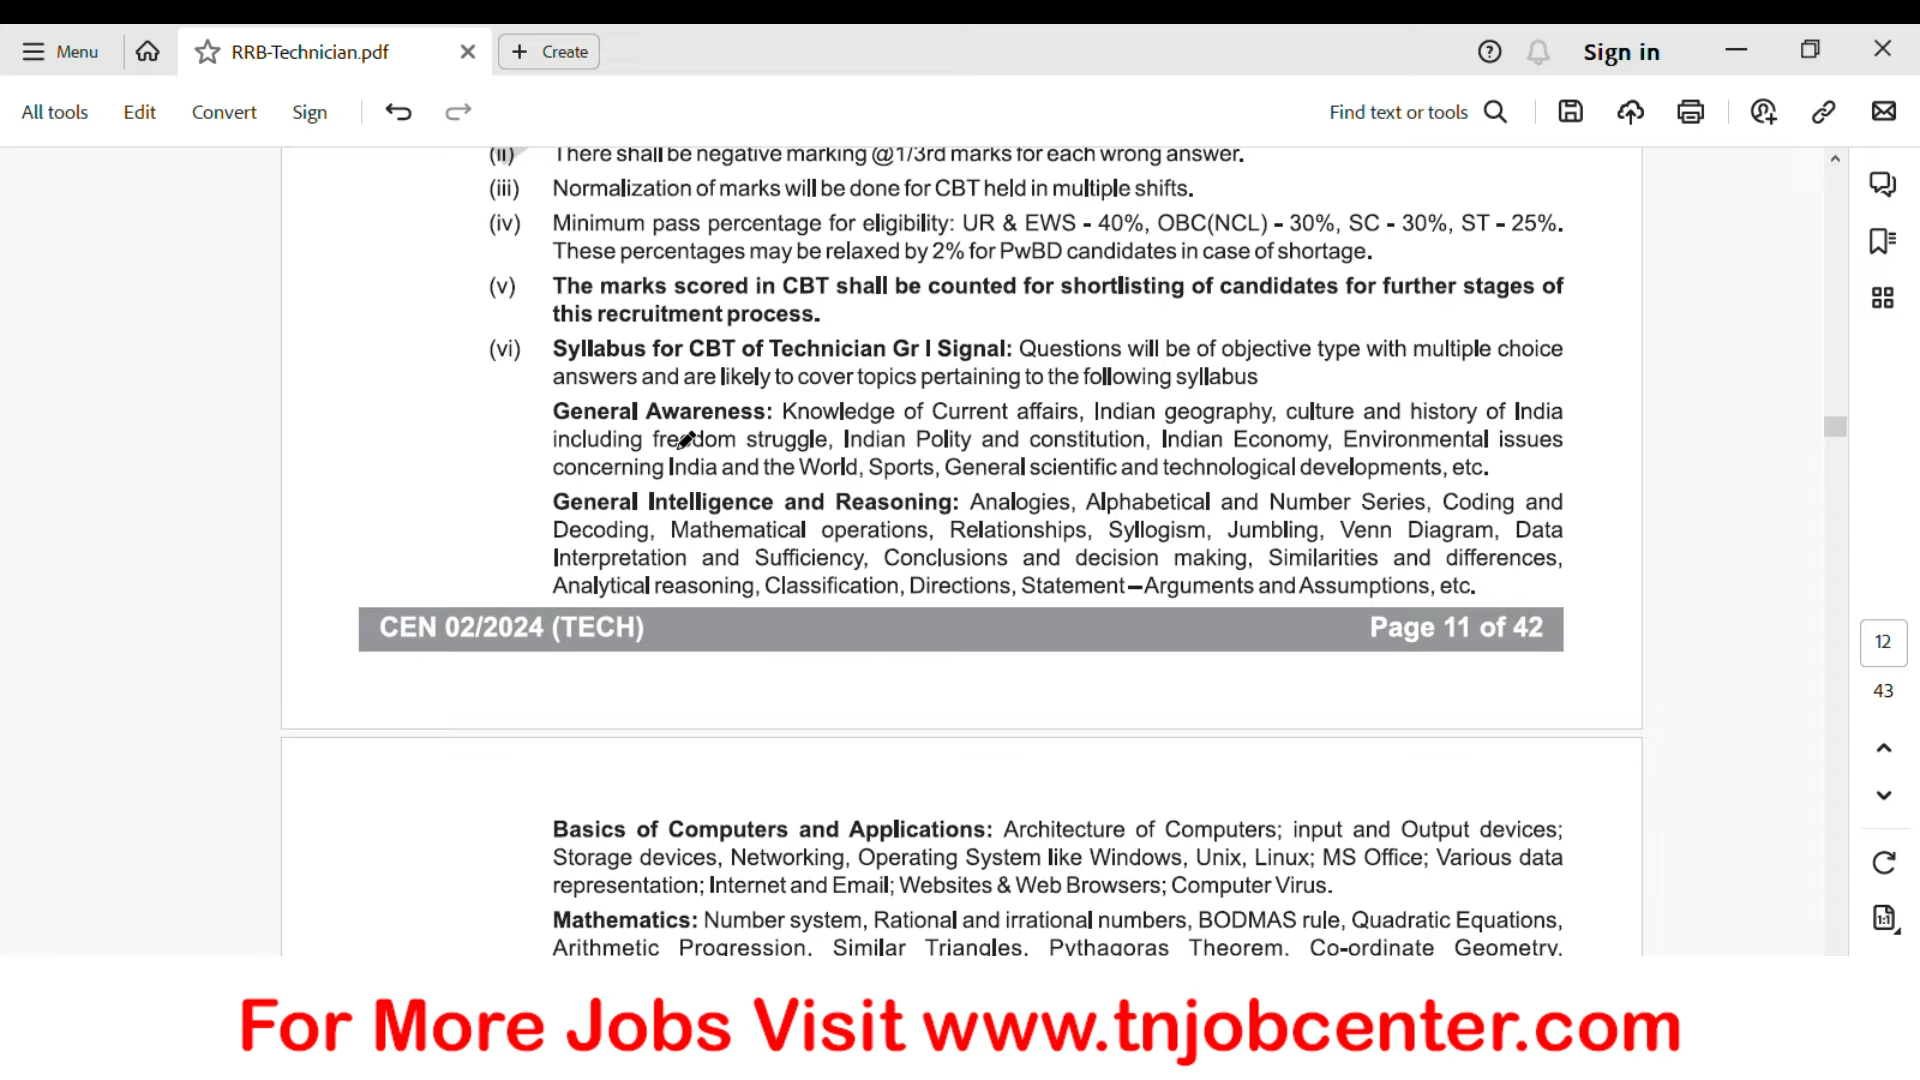 Menu
RRB-Technician.pdf
Create
Sign in
All tools
Edit
Convert
Sign
Find text or tools
(ii) There shall be negative marking @1/3rd marks for each wrong answer.
(iii) Normalization of marks will be done for CBT held in multiple shifts.
(iv) Minimum pass percentage for eligibility: UR & EWS - 40%, OBC(NCL) - 30%, SC - 30%, ST - 25%.
These percentages may be relaxed by 2% for PwBD candidates in case of shortage.
(v) The marks scored in CBT shall be counted for shortlisting of candidates for further stages of
this recruitment process.
(vi) Syllabus for CBT of Technician Gr I Signal: Questions will be of objective type with multiple choice
answers and are likely to cover topics pertaining to the following syllabus
General Awareness: Knowledge of Current affairs, Indian geography, culture and history of India
including freedom struggle, Indian Polity and constitution, Indian Economy, Environmental issues
concerning India and the World, Sports, General scientific and technological developments, etc.
General Intelligence and Reasoning: Analogies, Alphabetical and Number Series, Coding and
Decoding, Mathematical operations, Relationships, Syllogism, Jumbling, Venn Diagram, Data
Interpretation and Sufficiency, Conclusions and decision making, Similarities and differences,
Analytical reasoning, Classification, Directions, Statement – Arguments and Assumptions, etc.
CEN 02/2024 (TECH)
Page 11 of 42
12
43
Basics of Computers and Applications: Architecture of Computers; input and Output devices;
Storage devices, Networking, Operating System like Windows, Unix, Linux; MS Office; Various data
representation; Internet and Email; Websites & Web Browsers; Computer Virus.
Mathematics: Number system, Rational and irrational numbers, BODMAS rule, Quadratic Equations,
Arithmetic Progression, Similar Triangles, Pythagoras Theorem, Co-ordinate Geometry,
1:1
For More Jobs Visit www.tnjobcenter.com